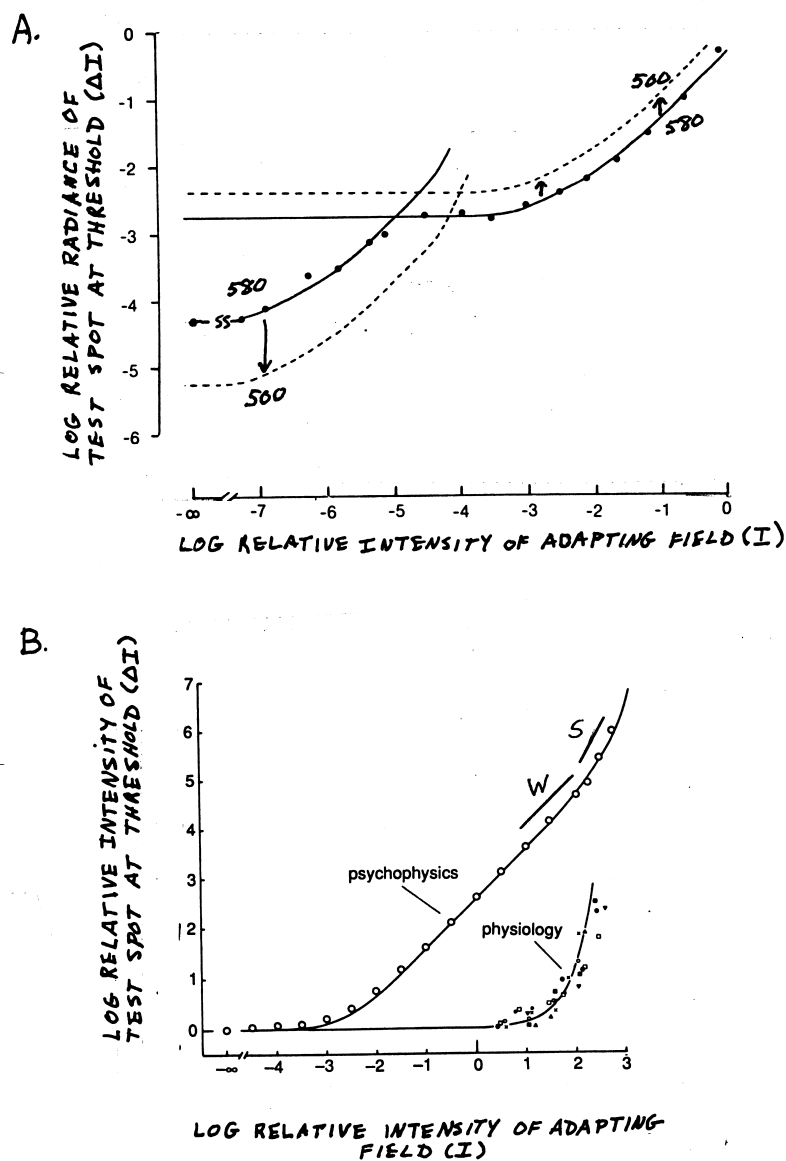 A.
LOG RELATIVE RADIANCE OF
TEST SPOT AT THRESHOLD (ΔI)
0
-1
-2
-3
-4
-5
-6
500
580
580
500
-∞ -7 -6 -5 -4 -3 -2 -1 0
LOG RELATIVE INTENSITY OF ADAPTING FIELD (I)
B.
LOG RELATIVE INTENSITY OF
TEST SPOT AT THRESHOLD (ΔI)
7
6
5
4
3
2
1
0
S
W
psychophysics
physiology
-∞ -4 -3 -2 -1 0 1 2 3
LOG RELATIVE INTENSITY OF ADAPTING
FIELD (I)